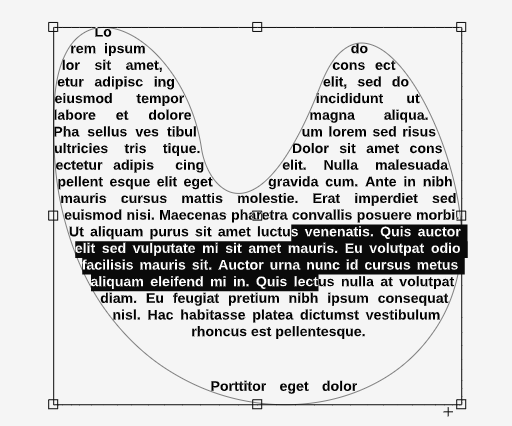 Lo do
rem ipsum cons ect
lor sit amet, elit, sed do
etur adipisc ing incididunt ut
eiusmod tempor magna aliqua.
labore et dolore um lorem sed risus
Pha sellus ves tibul Dolor sit amet cons
ultricies tris tique. elit. Nulla malesuada
ectetur adipis cing gravida cum. Ante in nibh
pellent esque elit eget
mauris cursus mattis molestie. Erat imperdiet sed
euismod nisi. Maecenas pharetra convallis posuere morbi
Ut aliquam purus sit amet luctus venenatis. Quis auctor
elit sed vulputate mi sit amet mauris. Eu volutpat odio
facilisis mauris sit. Auctor urna nunc id cursus metus
aliquam eleifend mi in. Quis lectus nulla at volutpat
diam. Eu feugiat pretium nibh ipsum consequat
nisl. Hac habitasse platea dictumst vestibulum
rhoncus est pellentesque.
Porttitor eget dolor